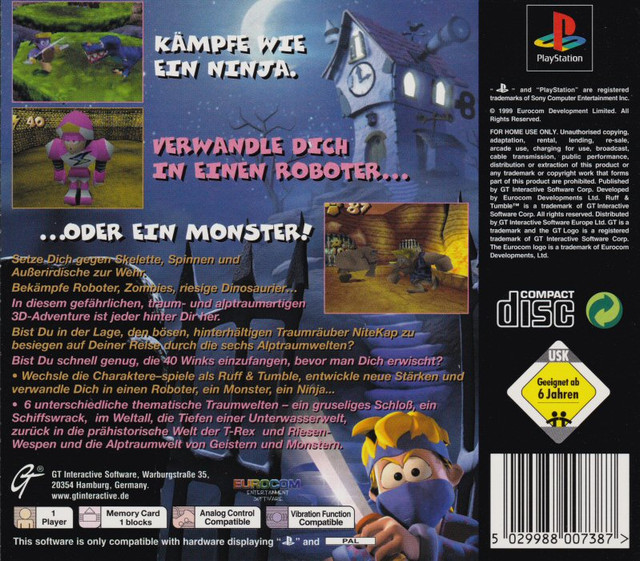 KÄMPFE WIE
EIN NINJA.
40
VERWANDLE DICH
IN EINEN ROBOTER...
...ODER EIN MONSTER!
Setze Dich gegen Skelette, Spinnen und
Außerirdische zur Wehr.
Bekämpfe Roboter, Zombies, riesige Dinosaurier...
In diesem gefährlichen, traum- und alptraumartigen
3D-Adventure ist jeder hinter Dir her.
Bist Du in der Lage, den bösen, hinterhältigen Traumräuber NiteKap zu
besiegen auf Deiner Reise durch die sechs Alptraumwelten?
Bist Du schnell genug, die 40 Winks einzufangen, bevor man Dich erwischt?
• Wechsle die Charaktere–spiele als Ruff & Tumble, entwickle neue Stärken und
verwandle Dich in einen Roboter, ein Monster, ein Ninja...
• 6 unterschiedliche thematische Traumwelten – ein gruseliges Schloß, ein
Schiffswrack, im Weltall, die Tiefen einer Unterwasserwelt,
zurück in die prähistorische Welt der T-Rex und Riesen-
Wespen und die Alptraumwelt von Geistern und Monstern.
GT Interactive Software, Warburgstraße 35,
20354 Hamburg, Germany.
www.gtinteractive.de
EUROCOM
ENTERTAINMENT
SOFTWARE
1
Player
Memory Card
1 blocks
Analog Control
Compatible
Vibration Function
Compatible
This software is only compatible with hardware displaying " " and PAL
PlayStation
" " and "PlayStation" are registered
trademarks of Sony Computer Entertainment Inc.
© 1999 Eurocom Development Limited. All
Rights Reserved.
FOR HOME USE ONLY. Unauthorised copying,
adaptation, rental, lending, re-sale,
arcade use, charging for use, broadcast,
cable transmission, public performance,
distribution or extraction of this product or
any trademark or copyright work that forms
part of this product are prohibited. Published
by GT Interactive Software Corp. Developed
by Eurocom Developments Ltd. Ruff &
Tumble™ is a trademark of GT Interactive
Software Corp. All rights reserved. Distributed
by GT Interactive Software Europe Ltd. GT is a
trademark and the GT Logo is a registered
trademark of GT Interactive Software Corp.
The Eurocom logo is a trademark of Eurocom
Developments, Ltd.
COMPACT
disc
USK
Geeignet ab
6 Jahren
5 029988 007387 >